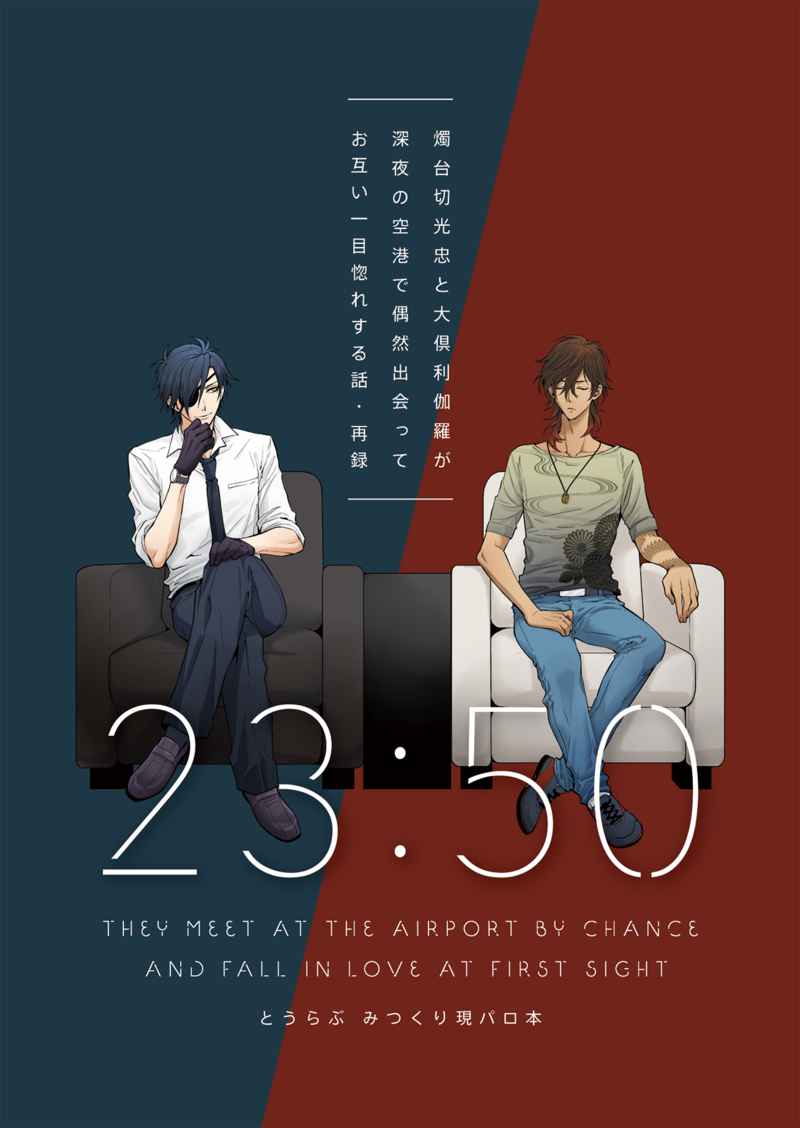 燭台切光忠と大倶利伽羅が
深夜の空港で偶然出会って
お互い一目惚れする話・再録
23:50
THEY MEET AT THE AIRPORT BY CHANCE
AND FALL IN LOVE AT FIRST SIGHT
とうらぶ みつくり現パロ本